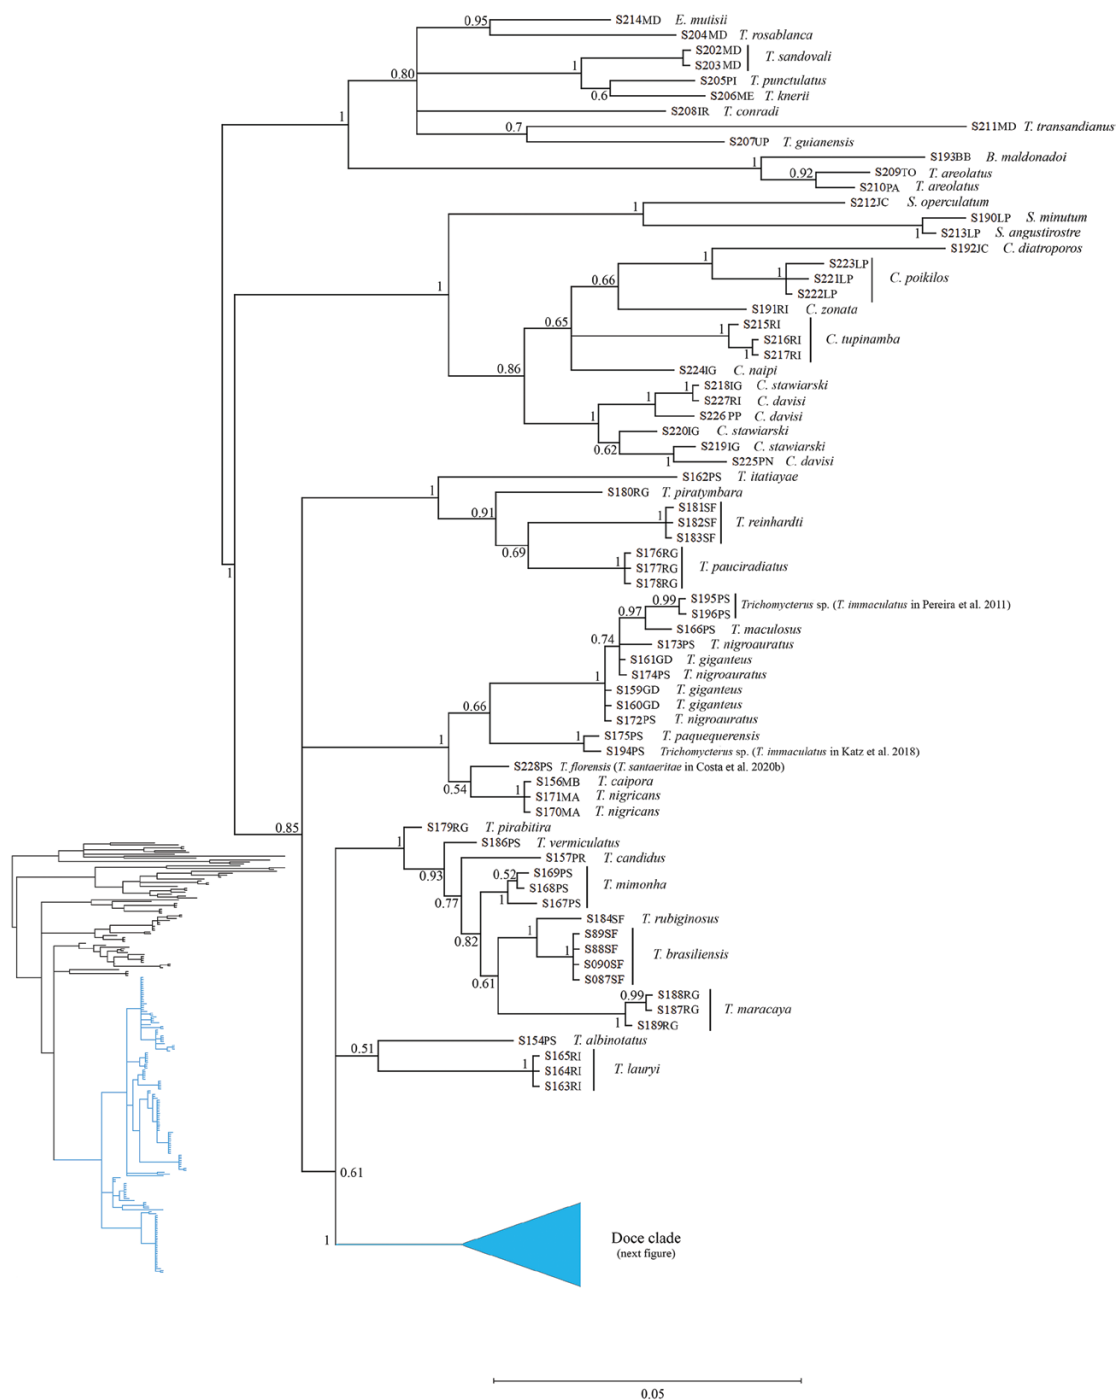 0.95
S214MD E. mutisii
S204MD T. rosablanca
S202MD
T. sandovali
1
S203MD
0.80
S205PI T. punctulatus
0.6
S206ME T. knerii
S208IR T. conradi
1
0.7
S211MD T. transandianus
S207UP T. guianensis
S193BB B. maldonadoi
1
0.92
S209TO T. areolatus
S210PA T. areolatus
S212JC S. operculatum
1
S190LP S. minutum
1
S213LP S. angustirostre
S192JC C. diatroporos
1
S223LP
1
S221LP
C. poikilos
0.66
S222LP
1
S191RI C. zonata
0.65
S215RI
1
S216RI
C. tupinamba
1
S217RI
0.86
S224IG C. naipi
1
S218IG C. stawiarski
1
S227RI C. davisi
1
S226PP C. davisi
S220IG C. stawiarski
0.62
S219IG C. stawiarski
1
S225PN C. davisi
S162PS T. itatiayae
1
S180RG T. piratymbara
0.91
S181SF
1
S182SF
T. reinhardti
S183SF
0.69
S176RG
1
S177RG
T. pauciradiatus
S178RG
1
0.99
S195PS
Trichomycterus sp. (T. immaculatus in Pereira et al. 2011)
0.97
S196PS
S166PS T. maculosus
0.74
S173PS T. nigroauratus
S161GD T. giganteus
1
S174PS T. nigroauratus
S159GD T. giganteus
0.66
S160GD T. giganteus
S172PS T. nigroauratus
1
1
S175PS T. paquequerensis
S194PS Trichomycterus sp. (T. immaculatus in Katz et al. 2018)
S228PS T. florensis (T. santaeritae in Costa et al. 2020b)
0.54
S156MB T. caipora
1
S171MA T. nigricans
S170MA T. nigricans
0.85
S179RG T. pirabitira
1
S186PS T. vermiculatus
0.93
S157PR T. candidus
0.52
S169PS
0.77
S168PS
T. mimonha
1
S167PS
0.82
S184SF T. rubiginosus
1
S89SF
1
S88SF
T. brasiliensis
S090SF
0.61
S087SF
0.99
S188RG
S187RG
T. maracaya
1
S189RG
S154PS T. albinotatus
0.51
S165RI
1
S164RI
T. lauryi
S163RI
0.61
1
Doce clade
(next figure)
0.05